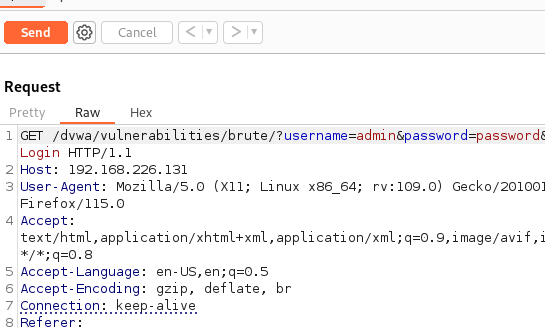 Send
Cancel
< >
Request
Pretty Raw Hex
1 GET /dvwa/vulnerabilities/brute/?username=admin&password=password&
Login HTTP/1.1
2 Host: 192.168.226.131
3 User-Agent: Mozilla/5.0 (X11; Linux x86_64; rv:109.0) Gecko/201001
Firefox/115.0
4 Accept:
text/html,application/xhtml+xml,application/xml;q=0.9,image/avif,i
*/*;q=0.8
5 Accept-Language: en-US,en;q=0.5
6 Accept-Encoding: gzip, deflate, br
7 Connection: keep-alive
8 Referer: